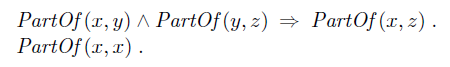 PartOf(x, y) ∧ PartOf(y, z) ⇒ PartOf(x, z) .
PartOf(x, x) .